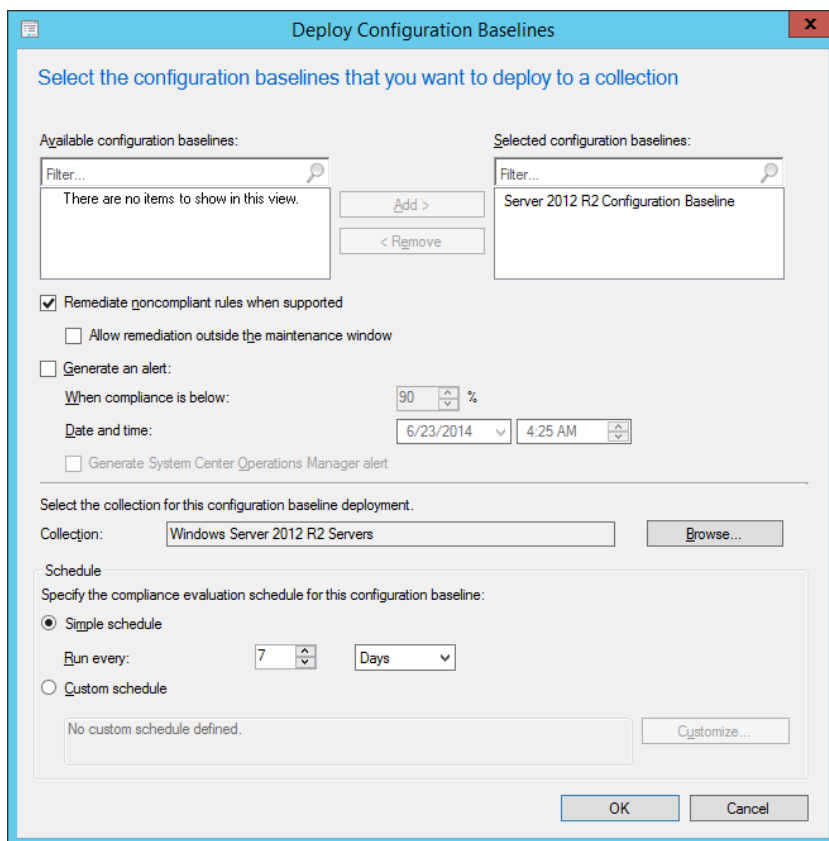 Deploy Configuration Baselines
x
Select the configuration baselines that you want to deploy to a collection
Available configuration baselines:
Selected configuration baselines:
Filter...
Filter...
There are no items to show in this view.
Add >
Server 2012 R2 Configuration Baseline
< Remove
Remediate noncompliant rules when supported
Allow remediation outside the maintenance window
Generate an alert:
When compliance is below:
90
%
Date and time:
6/23/2014
4:25 AM
Generate System Center Operations Manager alert
Select the collection for this configuration baseline deployment.
Collection:
Windows Server 2012 R2 Servers
Browse...
Schedule
Specify the compliance evaluation schedule for this configuration baseline:
Simple schedule
Run every:
7
Days
Custom schedule
No custom schedule defined.
Customize...
OK
Cancel